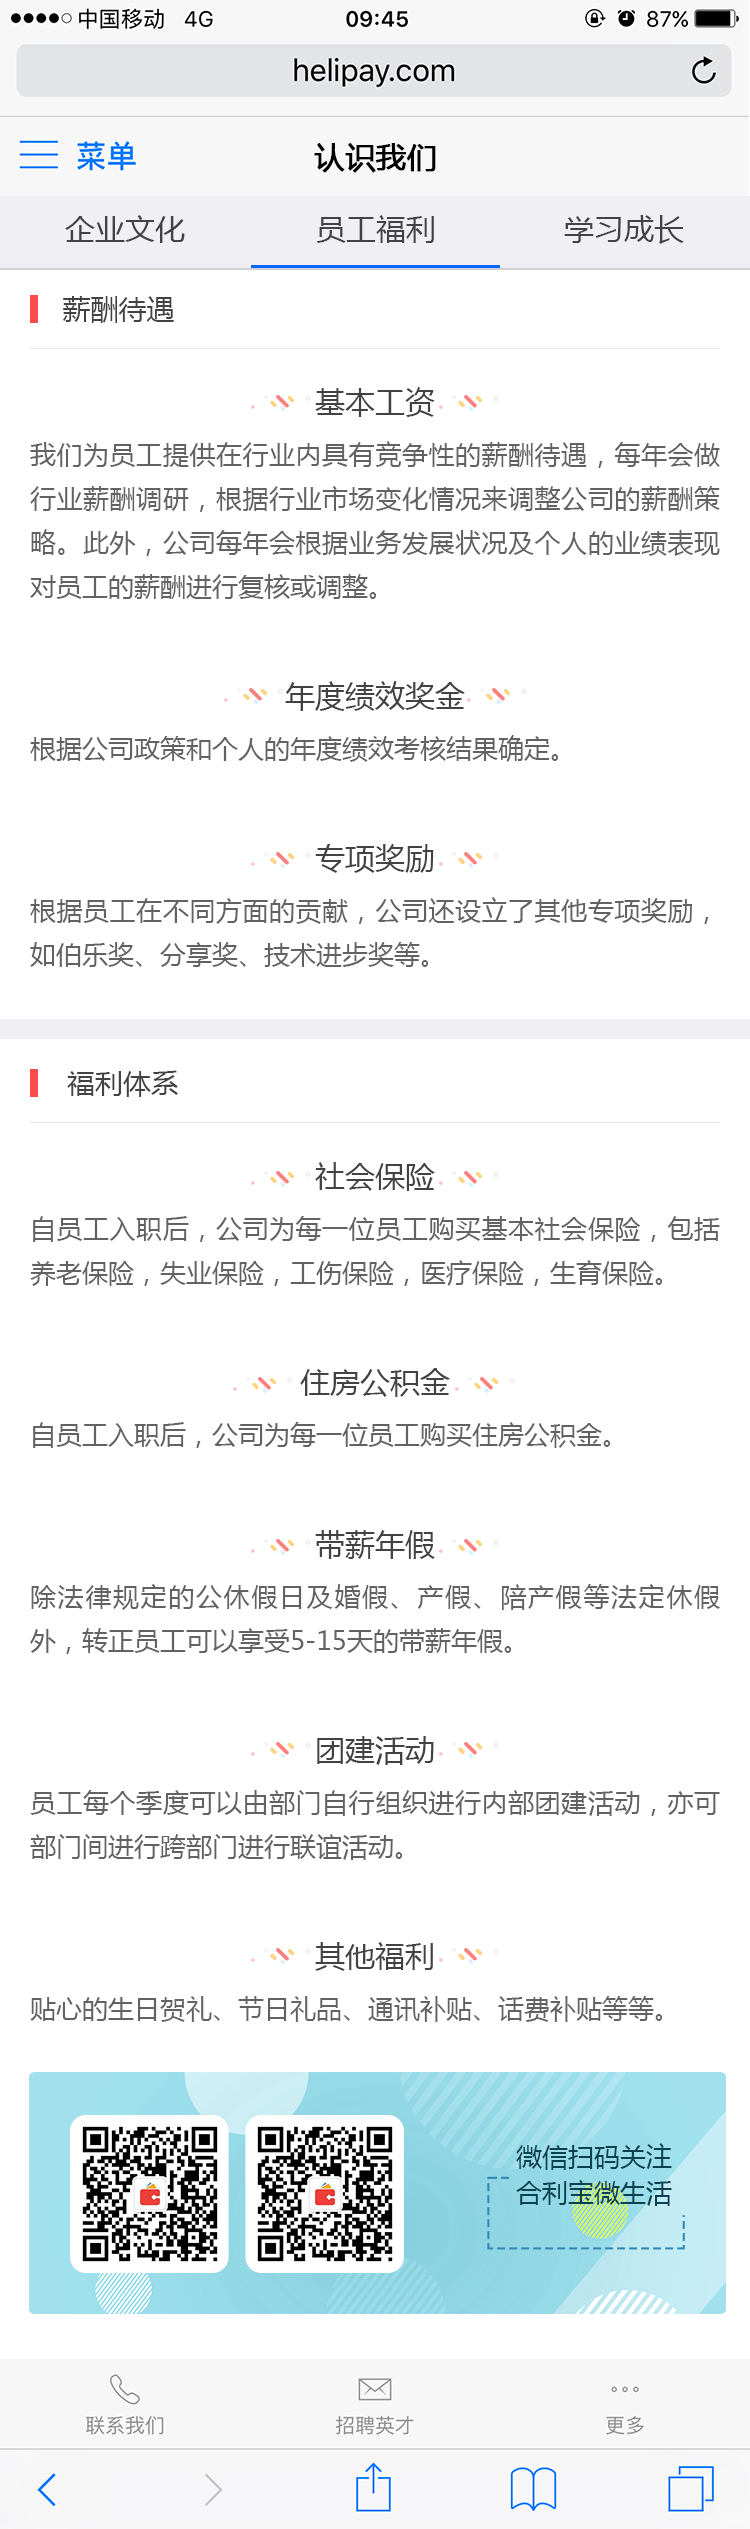 中国移动 4G 09:45 87%
helipay.com
菜单 认识我们
企业文化 员工福利 学习成长
薪酬待遇
基本工资
我们为员工提供在行业内具有竞争性的薪酬待遇，每年会做
行业薪酬调研，根据行业市场变化情况来调整公司的薪酬策
略。此外，公司每年会根据业务发展状况及个人的业绩表现
对员工的薪酬进行复核或调整。
年度绩效奖金
根据公司政策和个人的年度绩效考核结果确定。
专项奖励
根据员工在不同方面的贡献，公司还设立了其他专项奖励，
如伯乐奖、分享奖、技术进步奖等。
福利体系
社会保险
自员工入职后，公司为每一位员工购买基本社会保险，包括
养老保险，失业保险，工伤保险，医疗保险，生育保险。
住房公积金
自员工入职后，公司为每一位员工购买住房公积金。
带薪年假
除法律规定的公休假日及婚假、产假、陪产假等法定休假
外，转正员工可以享受5-15天的带薪年假。
团建活动
员工每个季度可以由部门自行组织进行内部团建活动，亦可
部门间进行跨部门进行联谊活动。
其他福利
贴心的生日贺礼、节日礼品、通讯补贴、话费补贴等等。
微信扫码关注
合利宝微生活
联系我们 招聘英才 更多